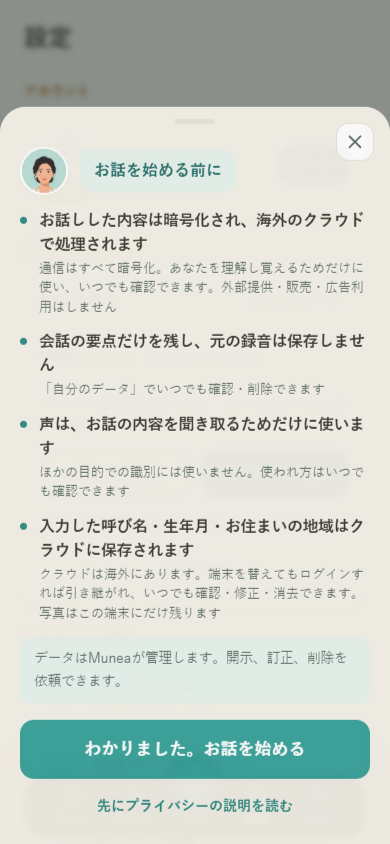 設定
アカウント
お話を始める前に
お話しした内容は暗号化され、海外のクラウド
で処理されます
通信はすべて暗号化。あなたを理解し覚えるためだけに
使い、いつでも確認できます。外部提供・販売・広告利
用はしません
会話の要点だけを残し、元の録音は保存しませ
ん
「自分のデータ」でいつでも確認・削除できます
声は、お話の内容を聞き取るためだけに使いま
す
ほかの目的での識別には使いません。使われ方はいつで
も確認できます
入力した呼び名・生年月・お住まいの地域はク
ラウドに保存されます
クラウドは海外にあります。端末を替えてもログインす
れば引き継がれ、いつでも確認・修正・消去できます。
写真はこの端末にだけ残ります
データはMuneaが管理します。開示、訂正、削除を
依頼できます。
わかりました。お話を始める
先にプライバシーの説明を読む